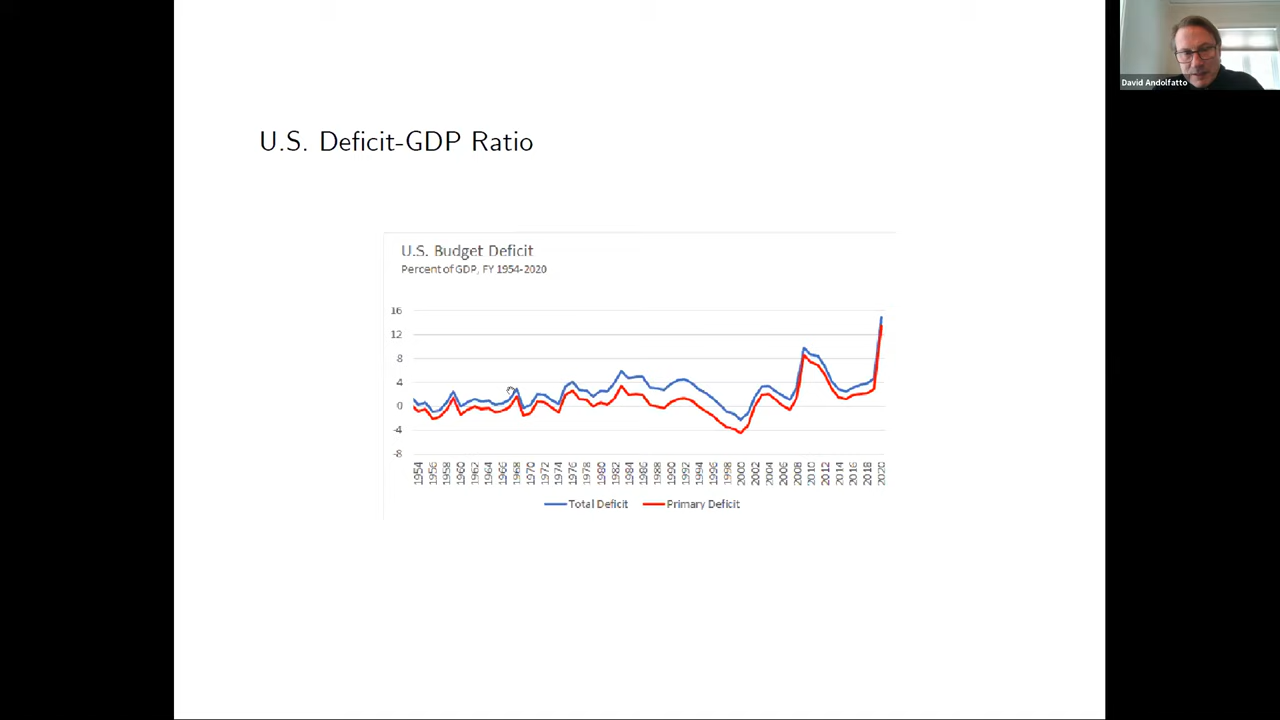 David Andolfatto
U.S. Deficit-GDP Ratio
U.S. Budget Deficit
Percent of GDP, FY 1954-2020
16
12
8
4
0
-4
-8
1954 1956 1958 1960 1962 1964 1966 1968 1970 1972 1974 1976 1978 1980 1982 1984 1986 1988 1990 1992 1994 1996 1998 2000 2002 2004 2006 2008 2010 2012 2014 2016 2018 2020
Total Deficit Primary Deficit